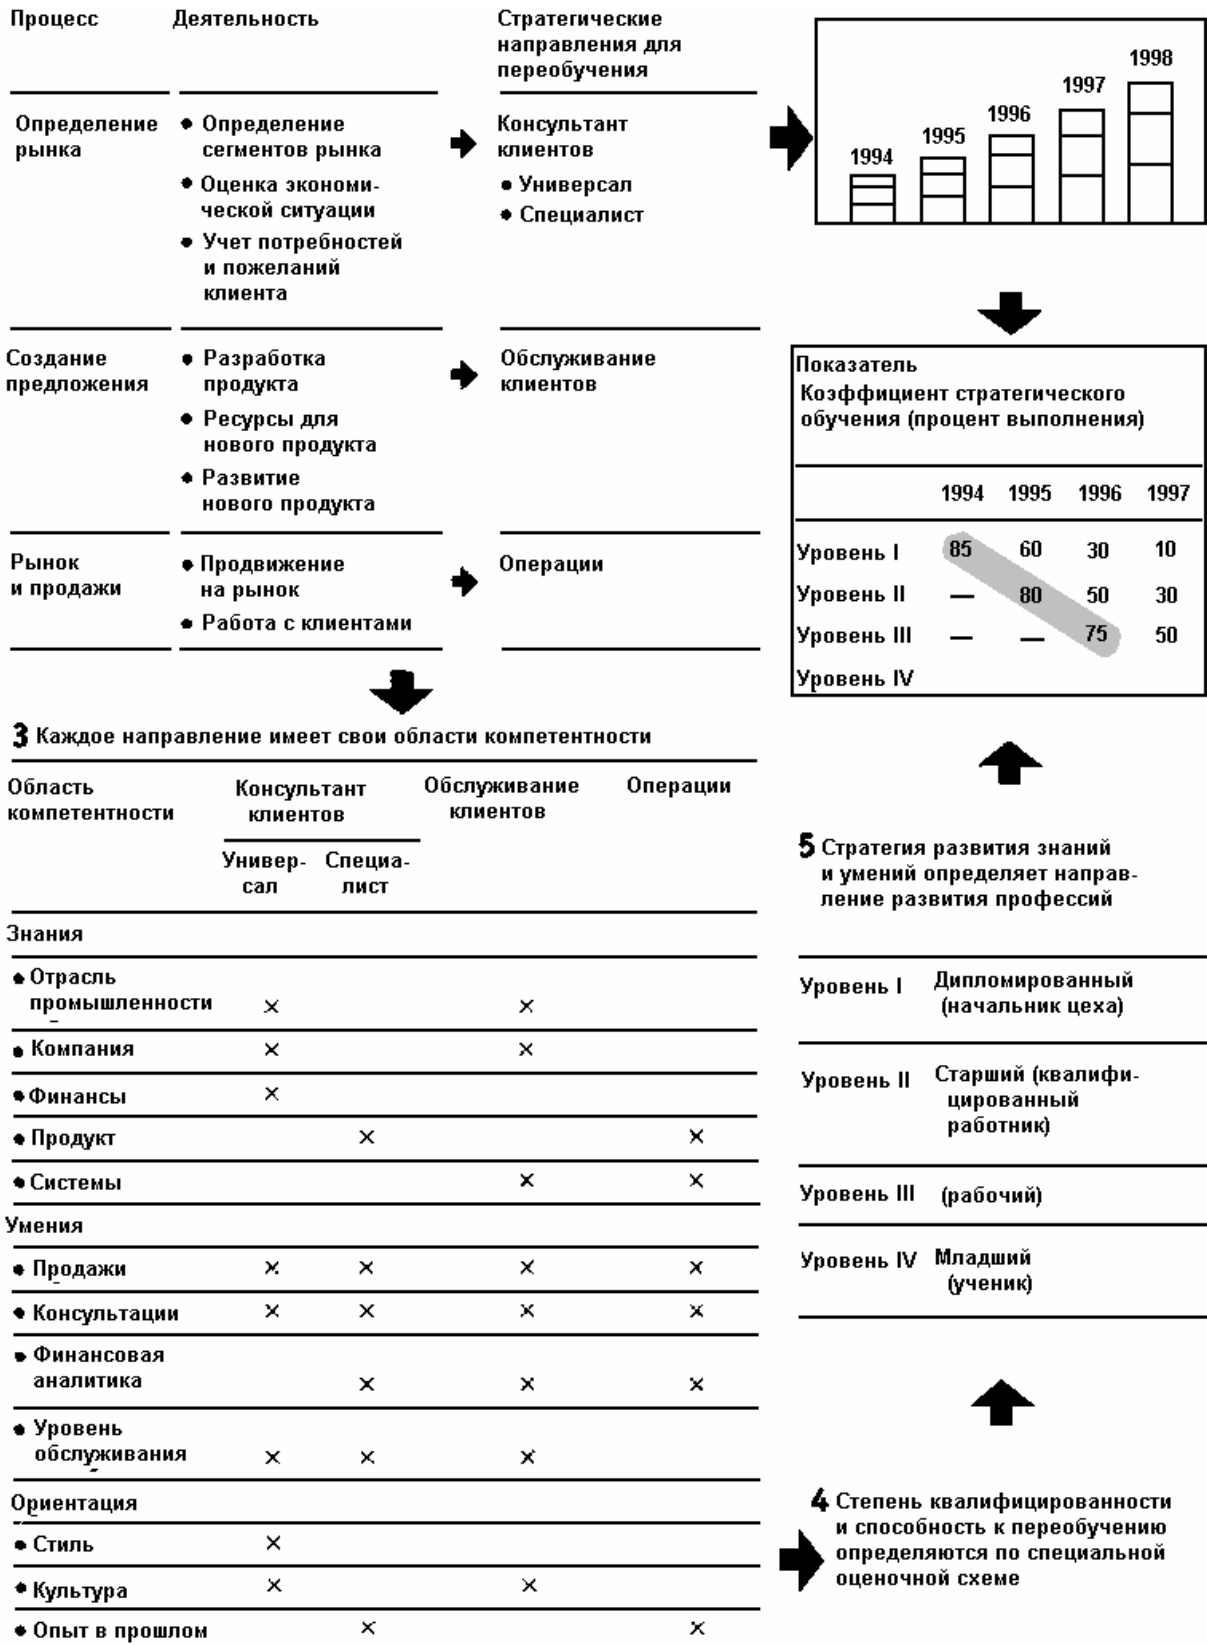 Процесс Деятельность Стратегические
направления для
переобучения
Определение ● Определение Консультант
рынка сегментов рынка клиентов
● Оценка экономи- ● Универсал
ческой ситуации ● Специалист
● Учет потребностей
и пожеланий
клиента
Создание ● Разработка Обслуживание
предложения продукта клиентов
● Ресурсы для
нового продукта
● Развитие
нового продукта
Рынок ● Продвижение Операции
и продажи на рынок
● Работа с клиентами
1994 1995 1996 1997 1998
Показатель
Коэффициент стратегического
обучения (процент выполнения)
1994 1995 1996 1997
Уровень I 85 60 30 10
Уровень II — 80 50 30
Уровень III — — 75 50
Уровень IV
3 Каждое направление имеет свои области компетентности
Область Консультант Обслуживание Операции
компетентности клиентов клиентов
Универ- Специа-
сал лист
Знания
● Отрасль
промышленности × ×
● Компания × ×
● Финансы ×
● Продукт × ×
● Системы × ×
Умения
● Продажи × × × ×
● Консультации × × × ×
● Финансовая
аналитика × × ×
● Уровень
обслуживания × × ×
Ориентация
● Стиль ×
● Культура × ×
● Опыт в прошлом × ×
4 Степень квалифицированности
и способность к переобучению
определяются по специальной
оценочной схеме
5 Стратегия развития знаний
и умений определяет направ-
ление развития профессий
Уровень I Дипломированный
(начальник цеха)
Уровень II Старший (квалифи-
цированный
работник)
Уровень III (рабочий)
Уровень IV Младший
(ученик)